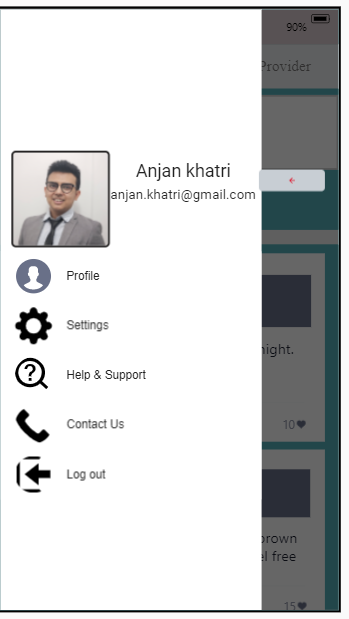 90%
Provider
Anjan khatri
anjan.khatri@gmail.com
Profile
Settings
night.
Help & Support
Contact Us
10
Log out
brown
el free
15